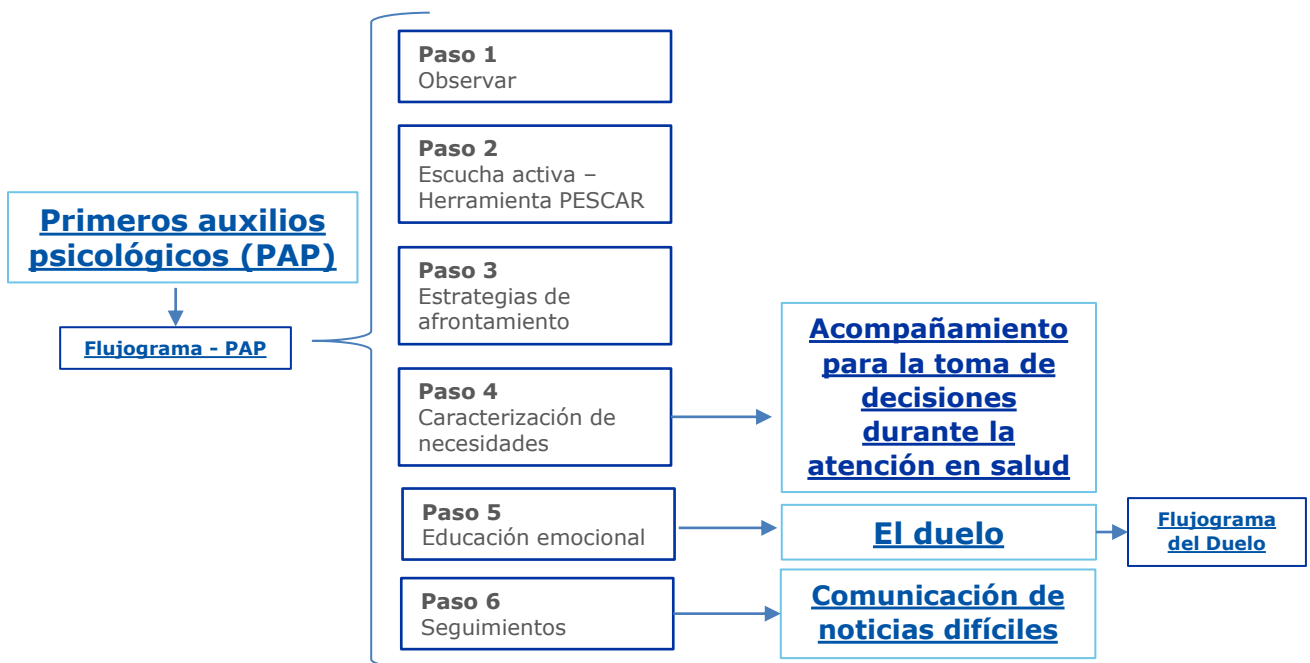 Primeros auxilios
psicológicos (PAP)
Flujograma - PAP
Paso 1
Observar
Paso 2
Escucha activa –
Herramienta PESCAR
Paso 3
Estrategias de
afrontamiento
Paso 4
Caracterización de
necesidades
Acompañamiento
para la toma de
decisiones
durante la
atención en salud
Paso 5
Educación emocional
El duelo
Flujograma
del Duelo
Paso 6
Seguimientos
Comunicación de
noticias difíciles